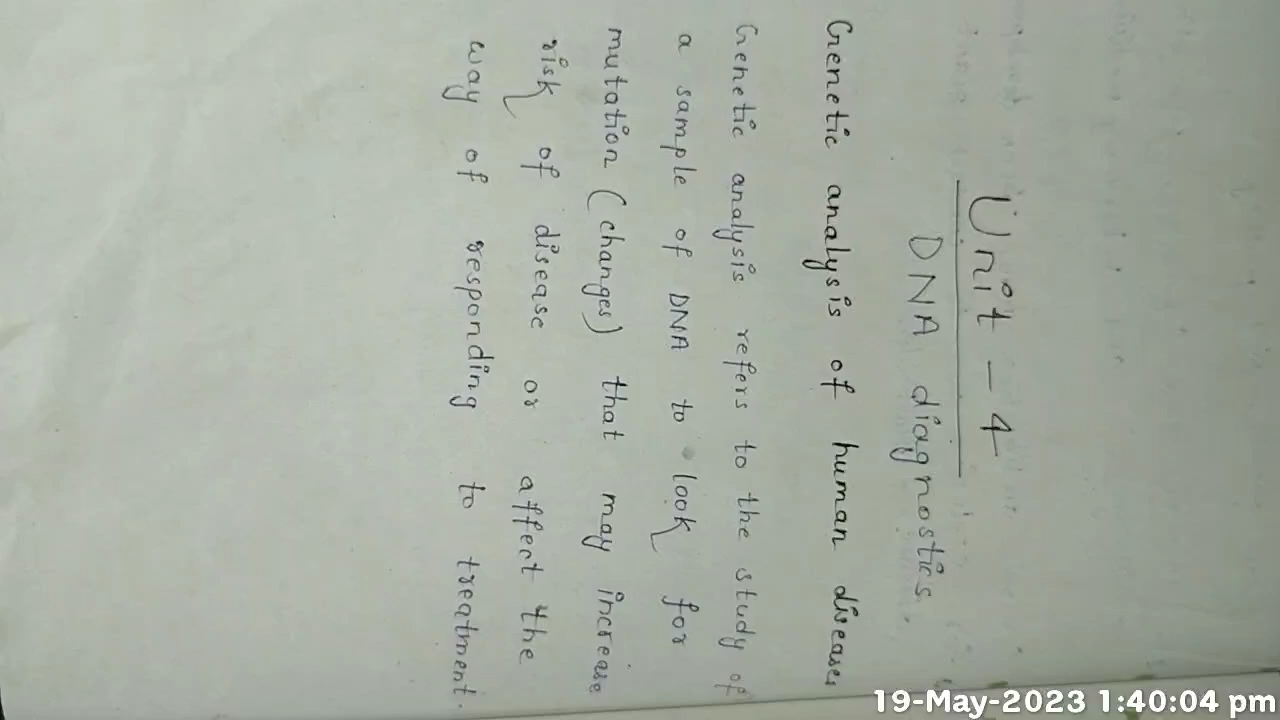 Unit - 4
DNA diagnostics.
Genetic analysis of human diseases
Genetic analysis refers to the study of
a sample of DNA to look for
mutation (changes) that may increase
risk of disease or affect the
way of responding to treatment.
19-May-2023 1:40:04 pm